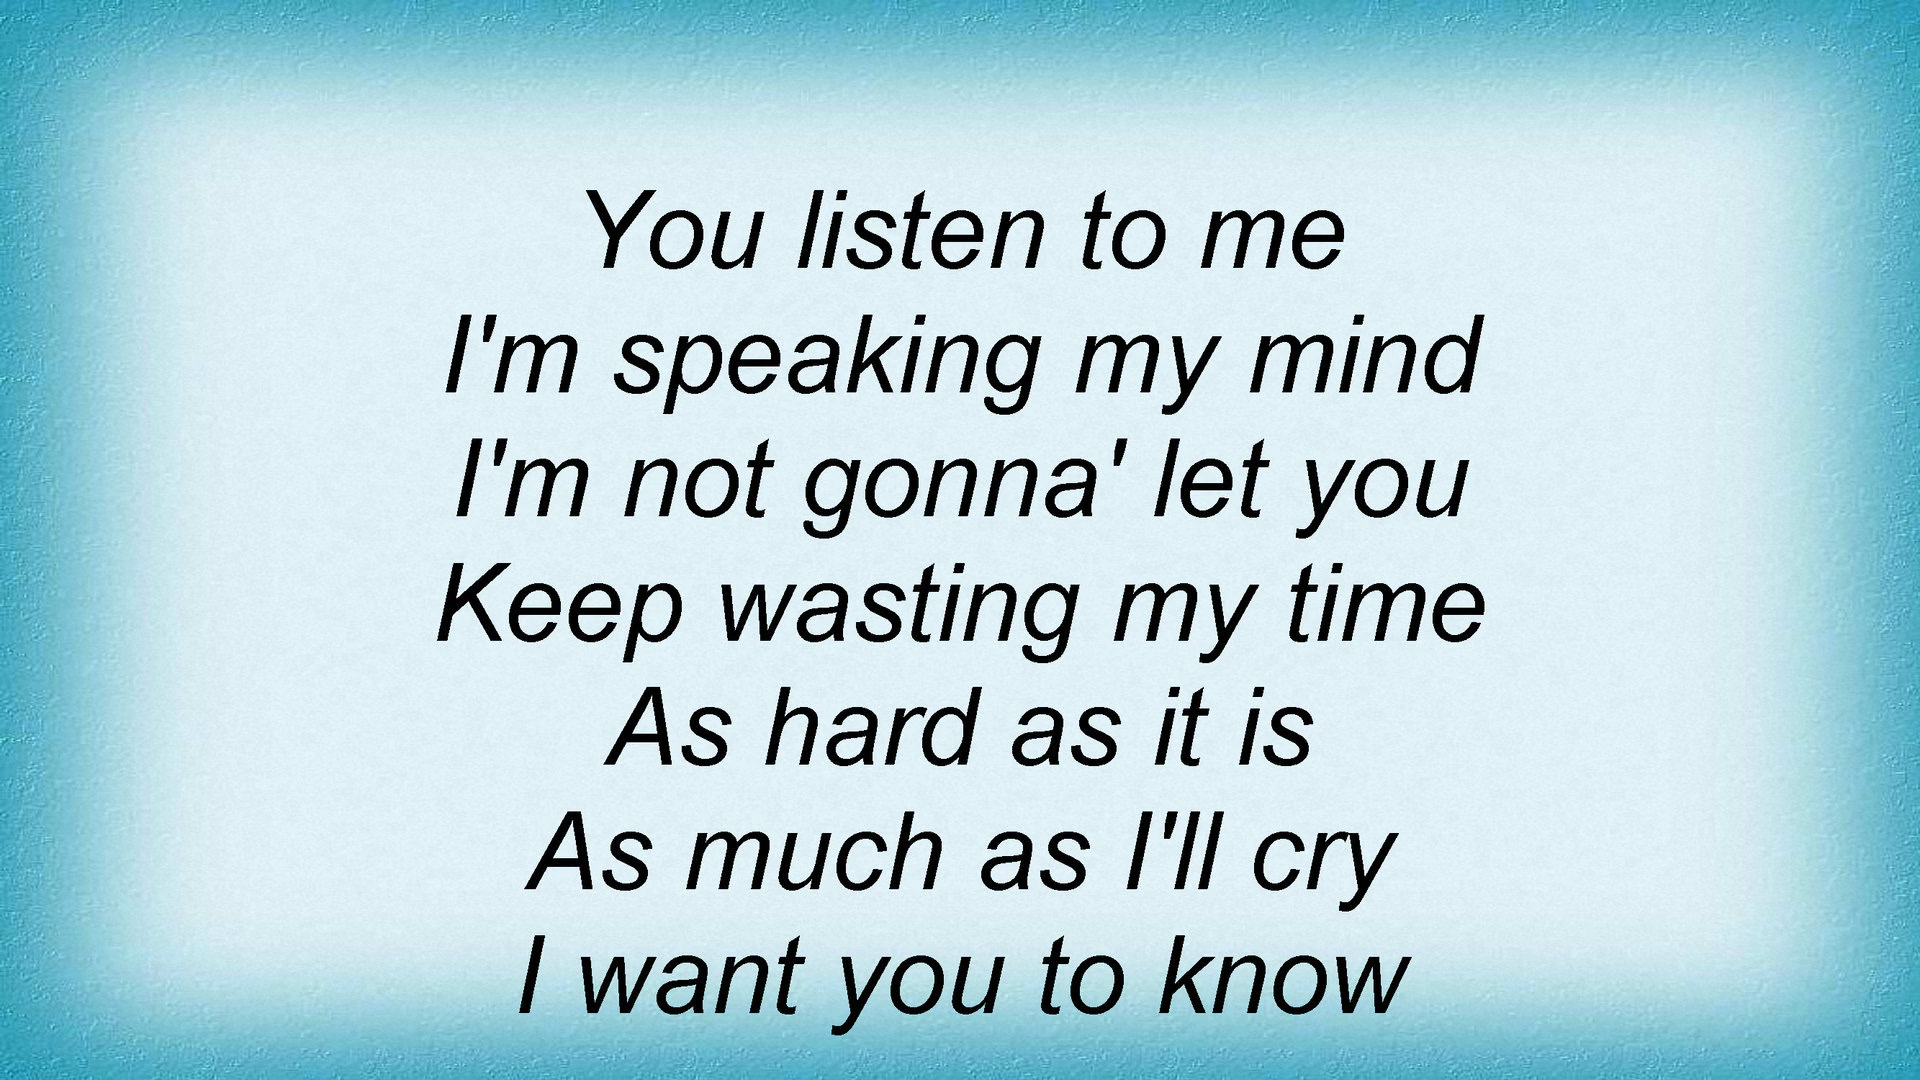 You listen to me
I'm speaking my mind
I'm not gonna' let you
Keep wasting my time
As hard as it is
As much as I'll cry
I want you to know